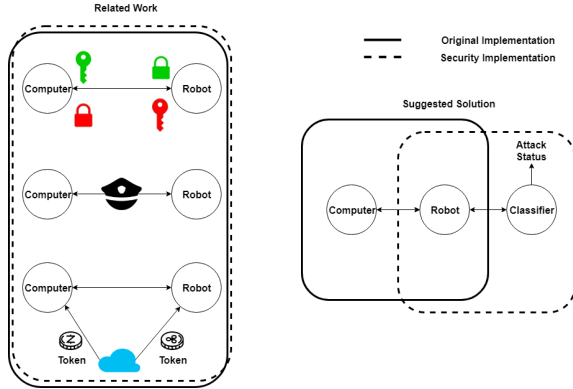 Related Work
Computer
Robot
Computer
Robot
Computer
Robot
Token
Token
Original Implementation
Security Implementation
Suggested Solution
Attack
Status
Computer
Robot
Classifier